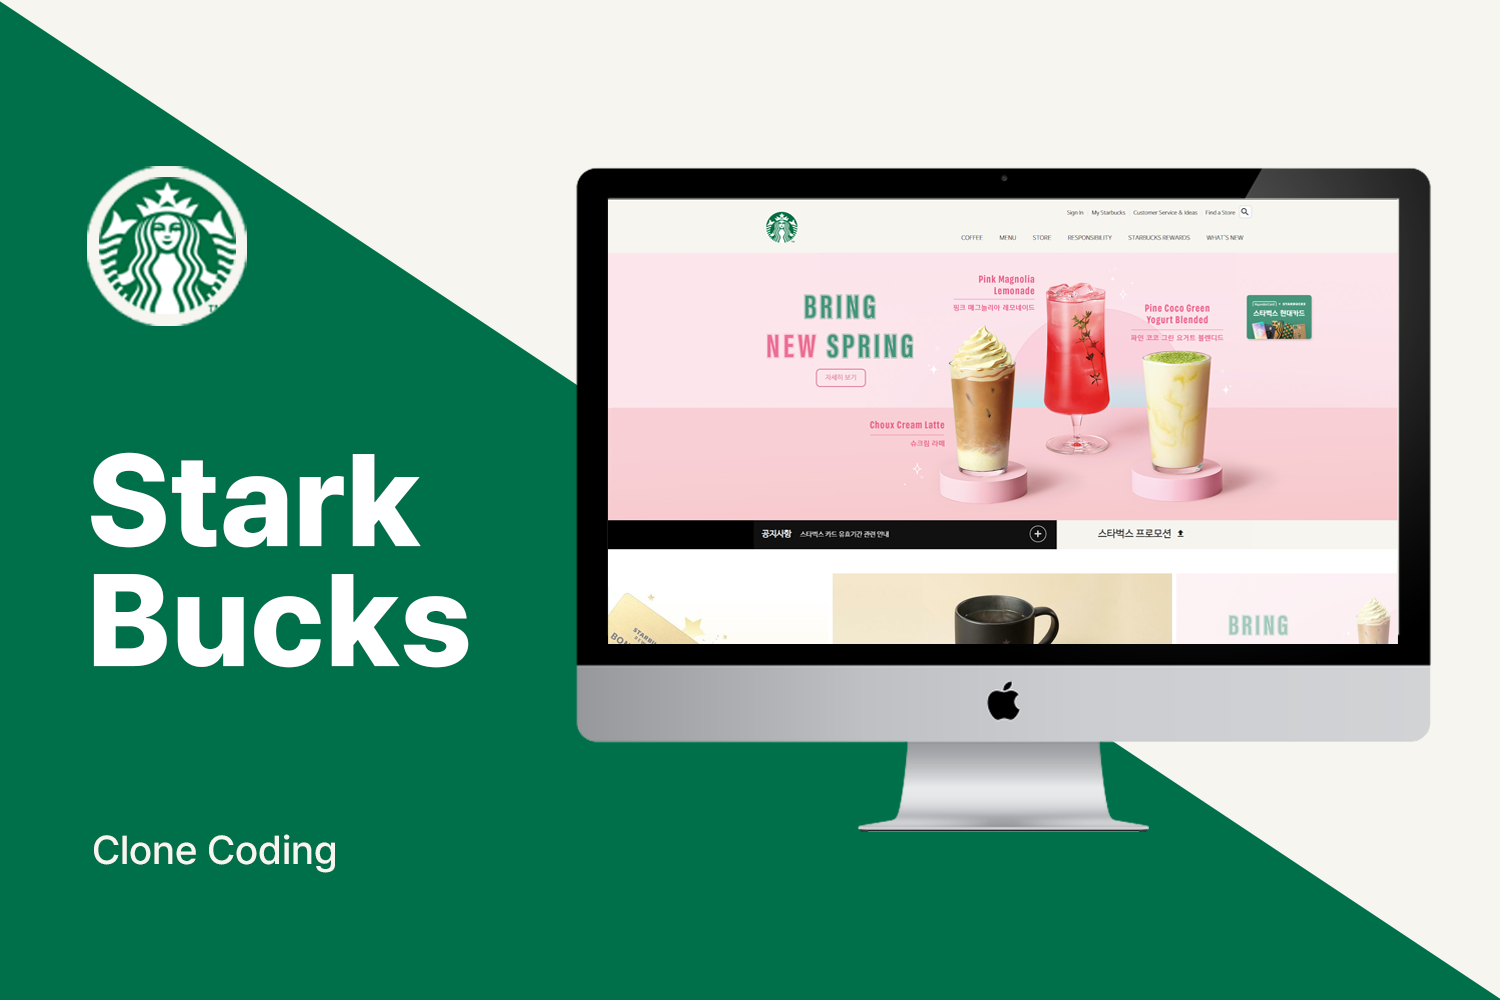 Stark
Bucks
Clone Coding
Sign In
My Starbucks
Customer Service & Ideas
Find a Store
COFFEE
MENU
STORE
RESPONSIBILITY
STARBUCKS REWARDS
WHAT'S NEW
BRING
NEW SPRING
자세히 보기
Pink Magnolia
Lemonade
핑크 매그놀리아 레모네이드
Pine Coco Green
Yogurt Blended
파인 코코 그린 요거트 블렌디드
Choux Cream Latte
슈크림 라떼
스타벅스 현대카드
공지사항 스타벅스 카드 유효기간 관련 안내
스타벅스 프로모션
BRING
TM